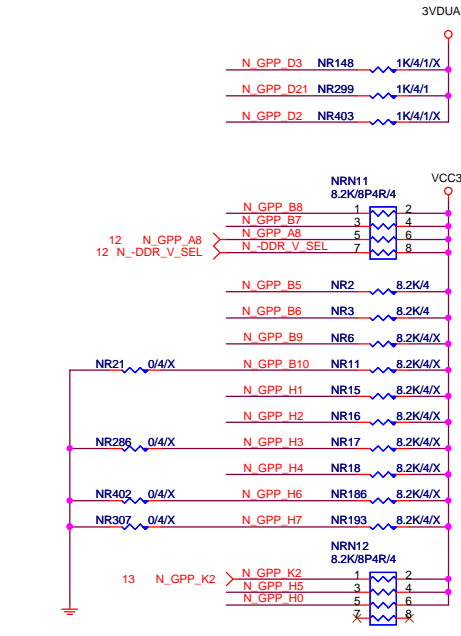 3VDUA
N_GPP_D3 NR148 1K/4/1/X
N_GPP_D21 NR299 1K/4/1
N_GPP_D2 NR403 1K/4/1/X
VCC3
NRN11
8.2K/8P4R/4
N_GPP_B8 1 2
N_GPP_B7 3 4
12 N_GPP_A8 N_GPP_A8 5 6
12 N_-DDR_V_SEL N_-DDR_V_SEL 7 8
N_GPP_B5 NR2 8.2K/4
N_GPP_B6 NR3 8.2K/4
N_GPP_B9 NR6 8.2K/4/X
NR21 0/4/X N_GPP_B10 NR11 8.2K/4/X
N_GPP_H1 NR15 8.2K/4/X
N_GPP_H2 NR16 8.2K/4/X
NR286 0/4/X N_GPP_H3 NR17 8.2K/4/X
N_GPP_H4 NR18 8.2K/4/X
NR402 0/4/X N_GPP_H6 NR186 8.2K/4/X
NR307 0/4/X N_GPP_H7 NR193 8.2K/4/X
NRN12
8.2K/8P4R/4
13 N_GPP_K2 N_GPP_K2 1 2
N_GPP_H5 3 4
N_GPP_H0 5 6
7 8